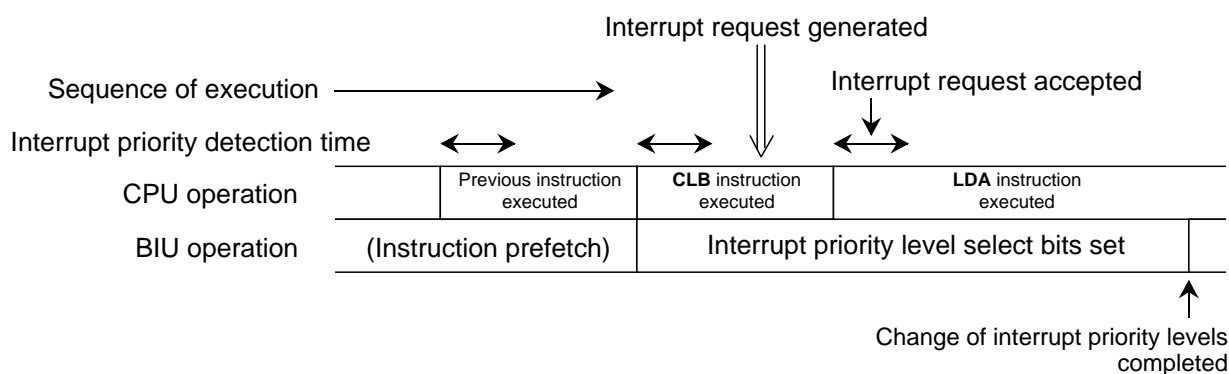 Interrupt request generated
Interrupt request accepted
Sequence of execution
Interrupt priority detection time
CPU operation
Previous instruction
executed
CLB instruction
executed
LDA instruction
executed
BIU operation
(Instruction prefetch)
Interrupt priority level select bits set
Change of interrupt priority levels
completed